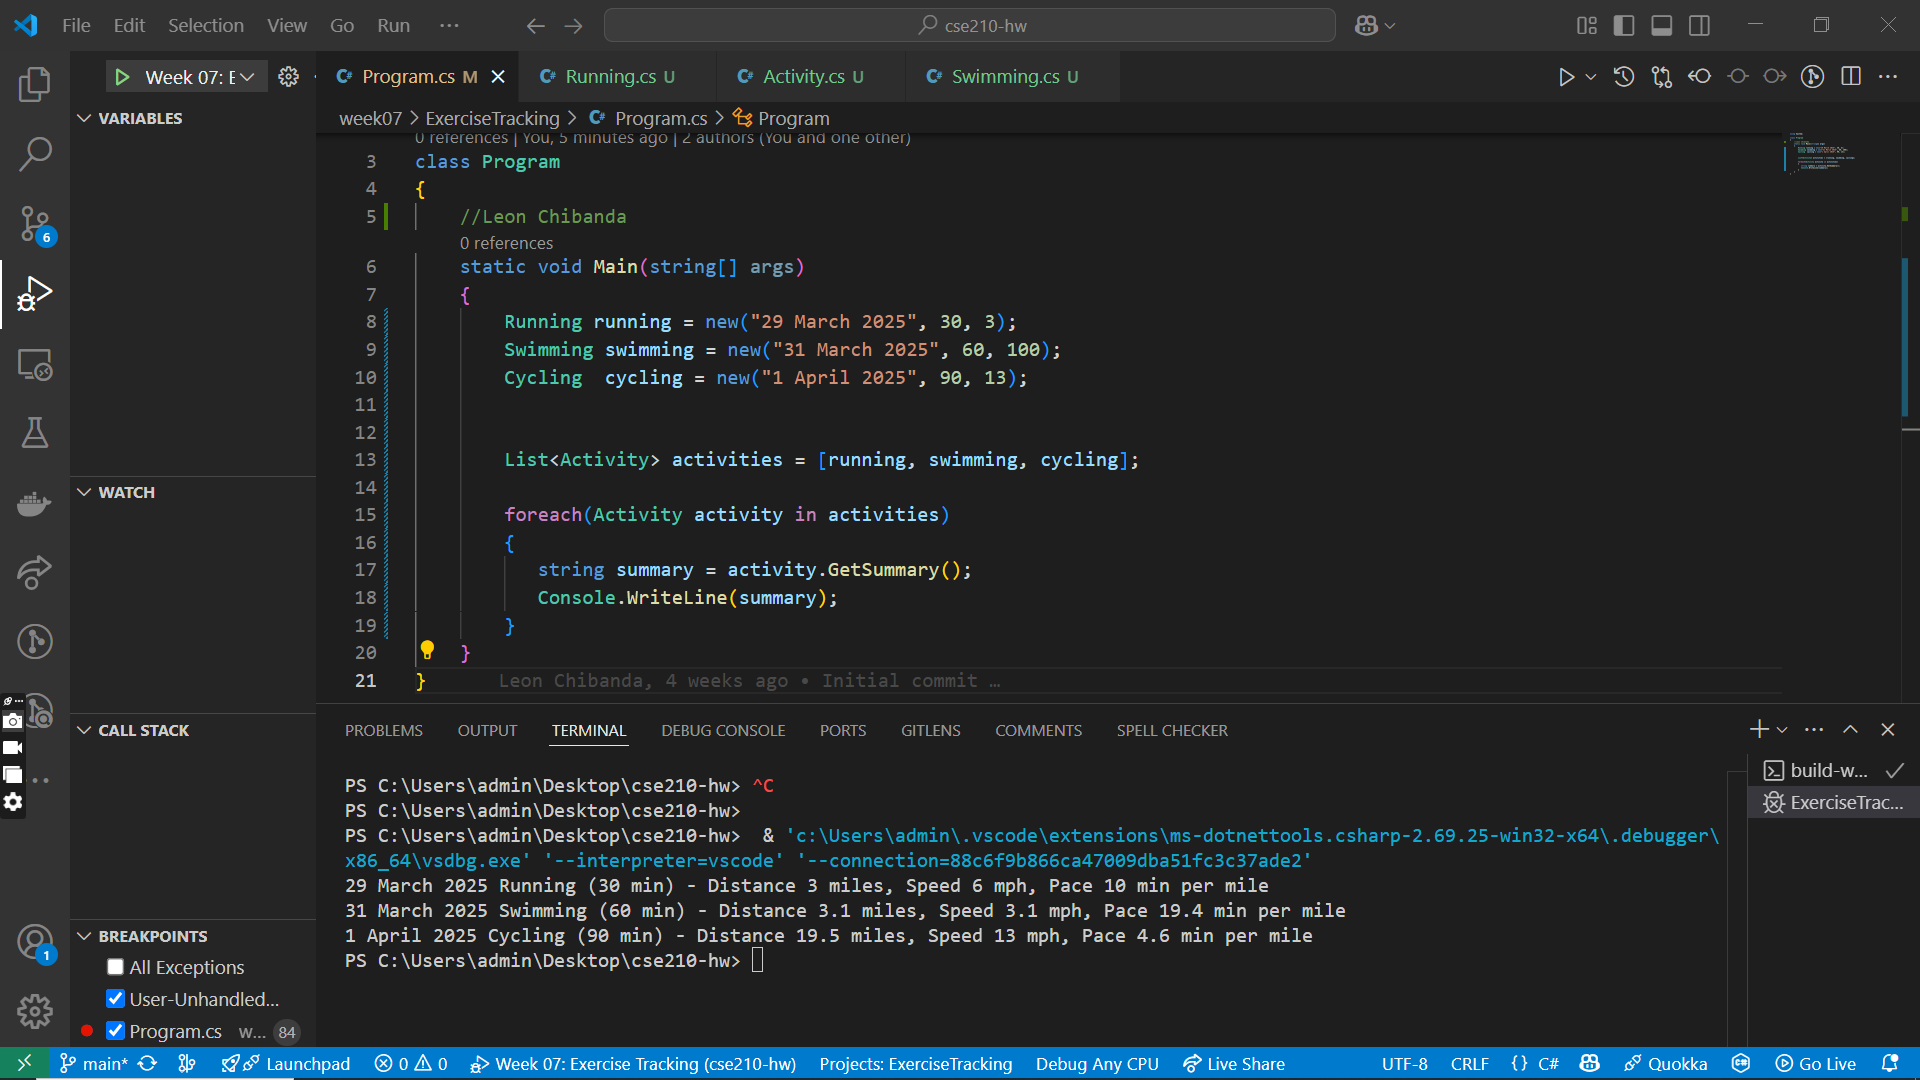 File Edit Selection View Go Run ··· cse210-hw
Week 07: E Program.cs M Running.cs U Activity.cs U Swimming.cs U
VARIABLES
week07 > ExerciseTracking > Program.cs > Program
0 references | You, 5 minutes ago | 2 authors (You and one other)
3 class Program
4 {
5 //Leon Chibanda
0 references
6 static void Main(string[] args)
7 {
8 Running running = new("29 March 2025", 30, 3);
9 Swimming swimming = new("31 March 2025", 60, 100);
10 Cycling  cycling = new("1 April 2025", 90, 13);
11
12
13 List<Activity> activities = [running, swimming, cycling];
14
15 foreach(Activity activity in activities)
16 {
17 string summary = activity.GetSummary();
18 Console.WriteLine(summary);
19 }
20 }
21 } Leon Chibanda, 4 weeks ago • Initial commit …
6
WATCH
CALL STACK
BREAKPOINTS
All Exceptions
User-Unhandled...
Program.cs w... 84
1
PROBLEMS OUTPUT TERMINAL DEBUG CONSOLE PORTS GITLENS COMMENTS SPELL CHECKER
PS C:\Users\admin\Desktop\cse210-hw> ^C
PS C:\Users\admin\Desktop\cse210-hw>
PS C:\Users\admin\Desktop\cse210-hw>  & 'c:\Users\admin\.vscode\extensions\ms-dotnettools.csharp-2.69.25-win32-x64\.debugger\
x86_64\vsdbg.exe' '--interpreter=vscode' '--connection=88c6f9b866ca47009dba51fc3c37ade2'
29 March 2025 Running (30 min) - Distance 3 miles, Speed 6 mph, Pace 10 min per mile
31 March 2025 Swimming (60 min) - Distance 3.1 miles, Speed 3.1 mph, Pace 19.4 min per mile
1 April 2025 Cycling (90 min) - Distance 19.5 miles, Speed 13 mph, Pace 4.6 min per mile
PS C:\Users\admin\Desktop\cse210-hw>
build-w...
ExerciseTrac...
main* Launchpad 0 0 Week 07: Exercise Tracking (cse210-hw) Projects: ExerciseTracking Debug Any CPU Live Share UTF-8 CRLF {} C# Quokka Go Live